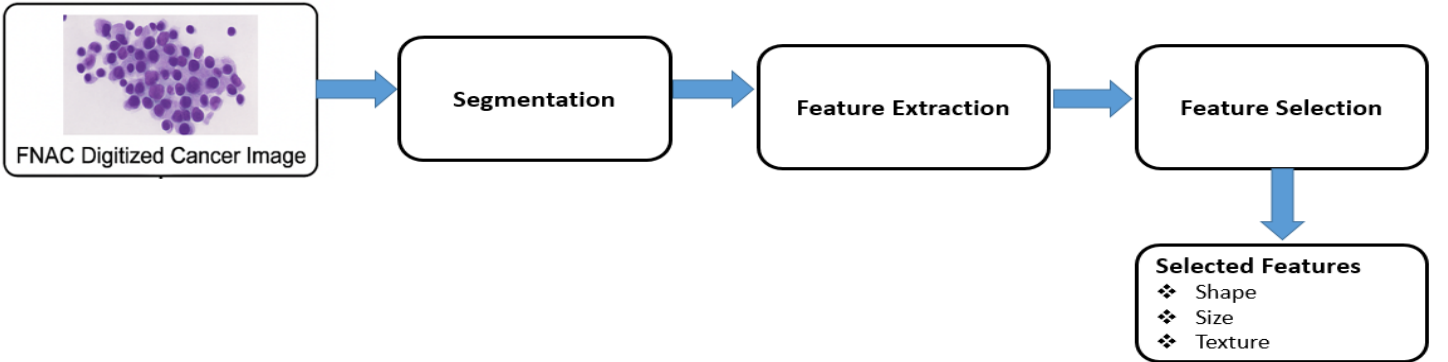 FNAC Digitized Cancer Image
Segmentation
Feature Extraction
Feature Selection
Selected Features
❖ Shape
❖ Size
❖ Texture